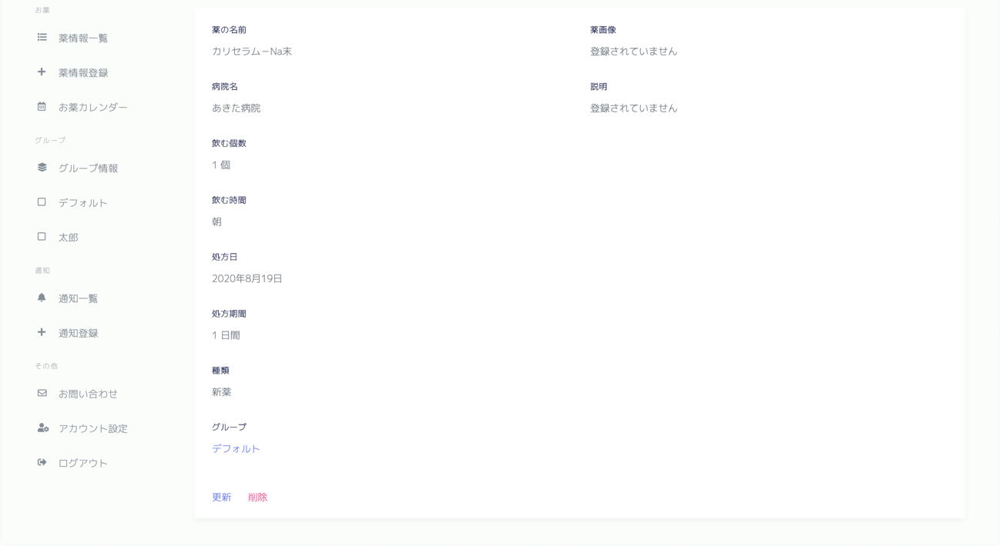 お薬
薬情報一覧
薬情報登録
お薬カレンダー
グループ
グループ情報
デフォルト
太郎
通知
通知一覧
通知登録
その他
お問い合わせ
アカウント設定
ログアウト
薬の名前
カリセラム－Na末
病院名
あきた病院
飲む個数
1 個
飲む時間
朝
処方日
2020年8月19日
処方期間
1 日間
種類
新薬
グループ
デフォルト
更新 削除
薬画像
登録されていません
説明
登録されていません